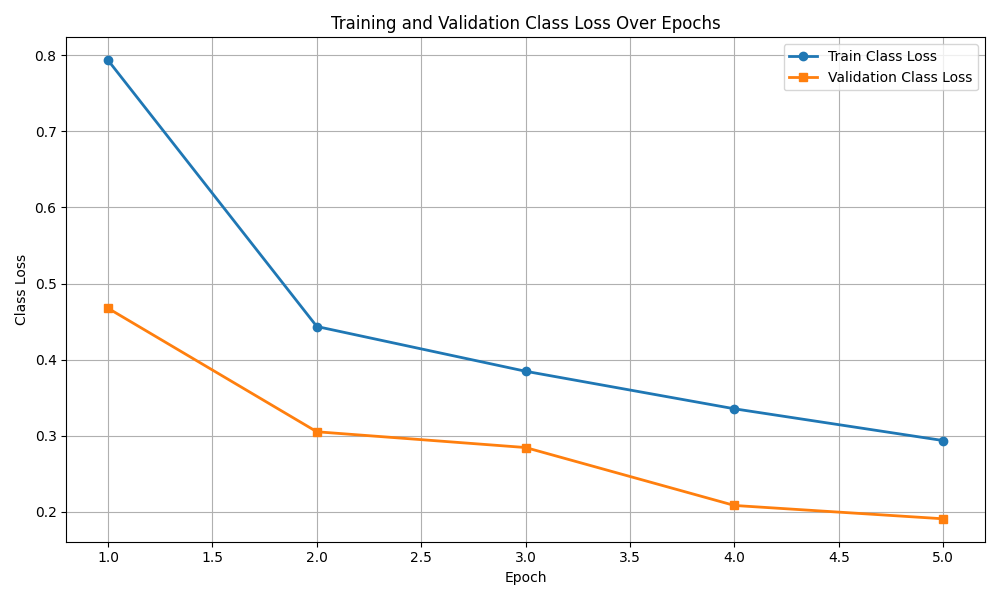 Training and Validation Class Loss Over Epochs
Train Class Loss
Validation Class Loss
0.8
0.7
0.6
0.5
0.4
0.3
0.2
Class Loss
1.0 1.5 2.0 2.5 3.0 3.5 4.0 4.5 5.0
Epoch